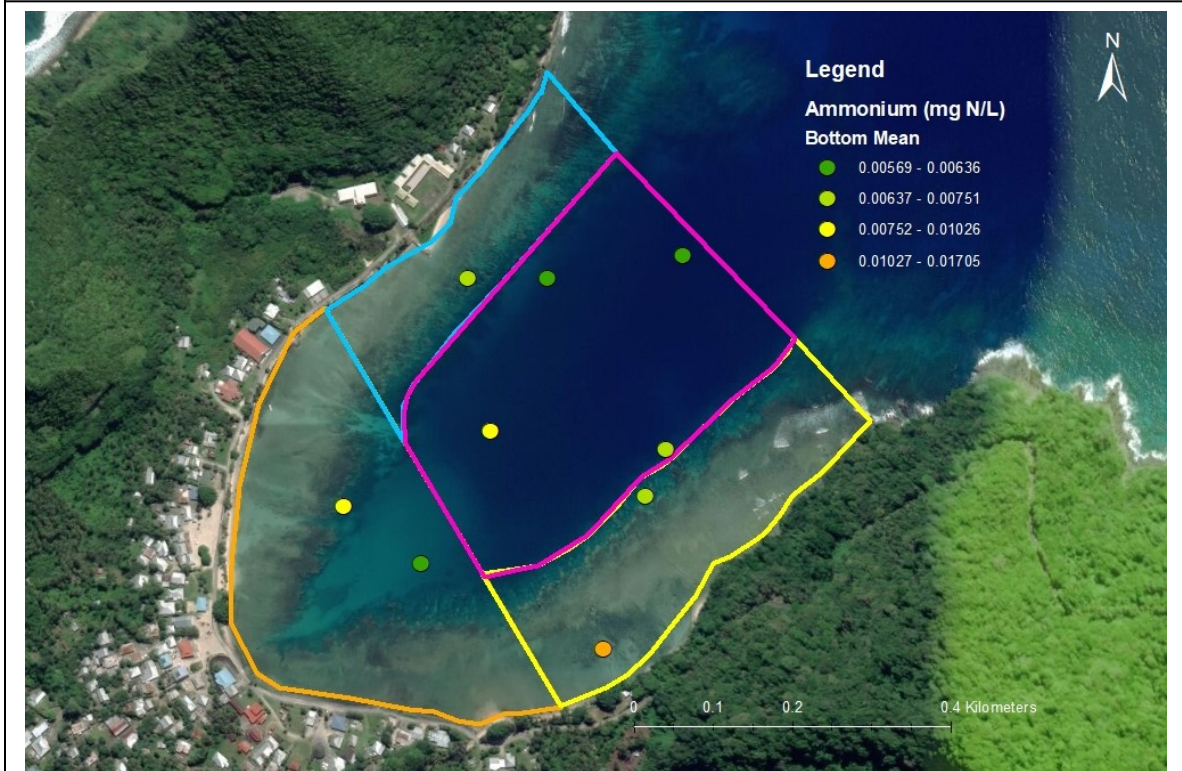 N
Legend
Ammonium (mg N/L)
Bottom Mean
0.00569 - 0.00636
0.00637 - 0.00751
0.00752 - 0.01026
0.01027 - 0.01705
0 0.1 0.2 0.4 Kilometers